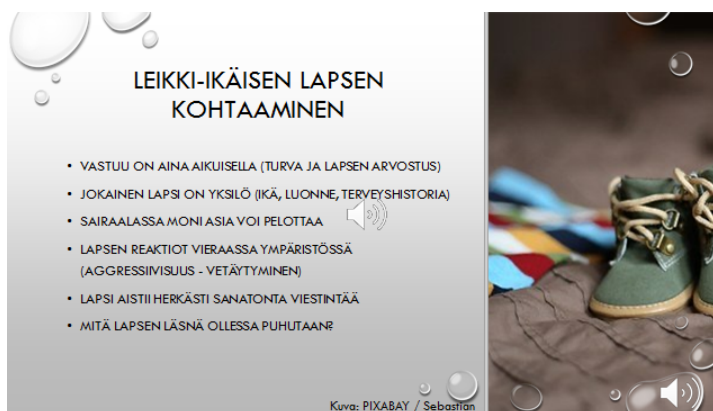 LEIKKI-IKÄISEN LAPSEN
KOHTAAMINEN
• VASTUU ON AINA AIKUISELLA (TURVA JA LAPSEN ARVOSTUS)
• JOKAINEN LAPSI ON YKSILÖ (IKÄ, LUONNE, TERVEYSHISTORIA)
• SAIRAALASSA MONI ASIA VOI PELOTTAA
• LAPSEN REAKTIOT VIERAASSA YMPÄRISTÖSSÄ
(AGGRESSIIVISUUS - VETÄYTYMINEN)
• LAPSI AISTII HERKÄSTI SANATONTA VIESTINTÄÄ
• MITÄ LAPSEN LÄSNÄ OLLESSA PUHUTAAN?
Kuva: PIXABAY / Sebastian